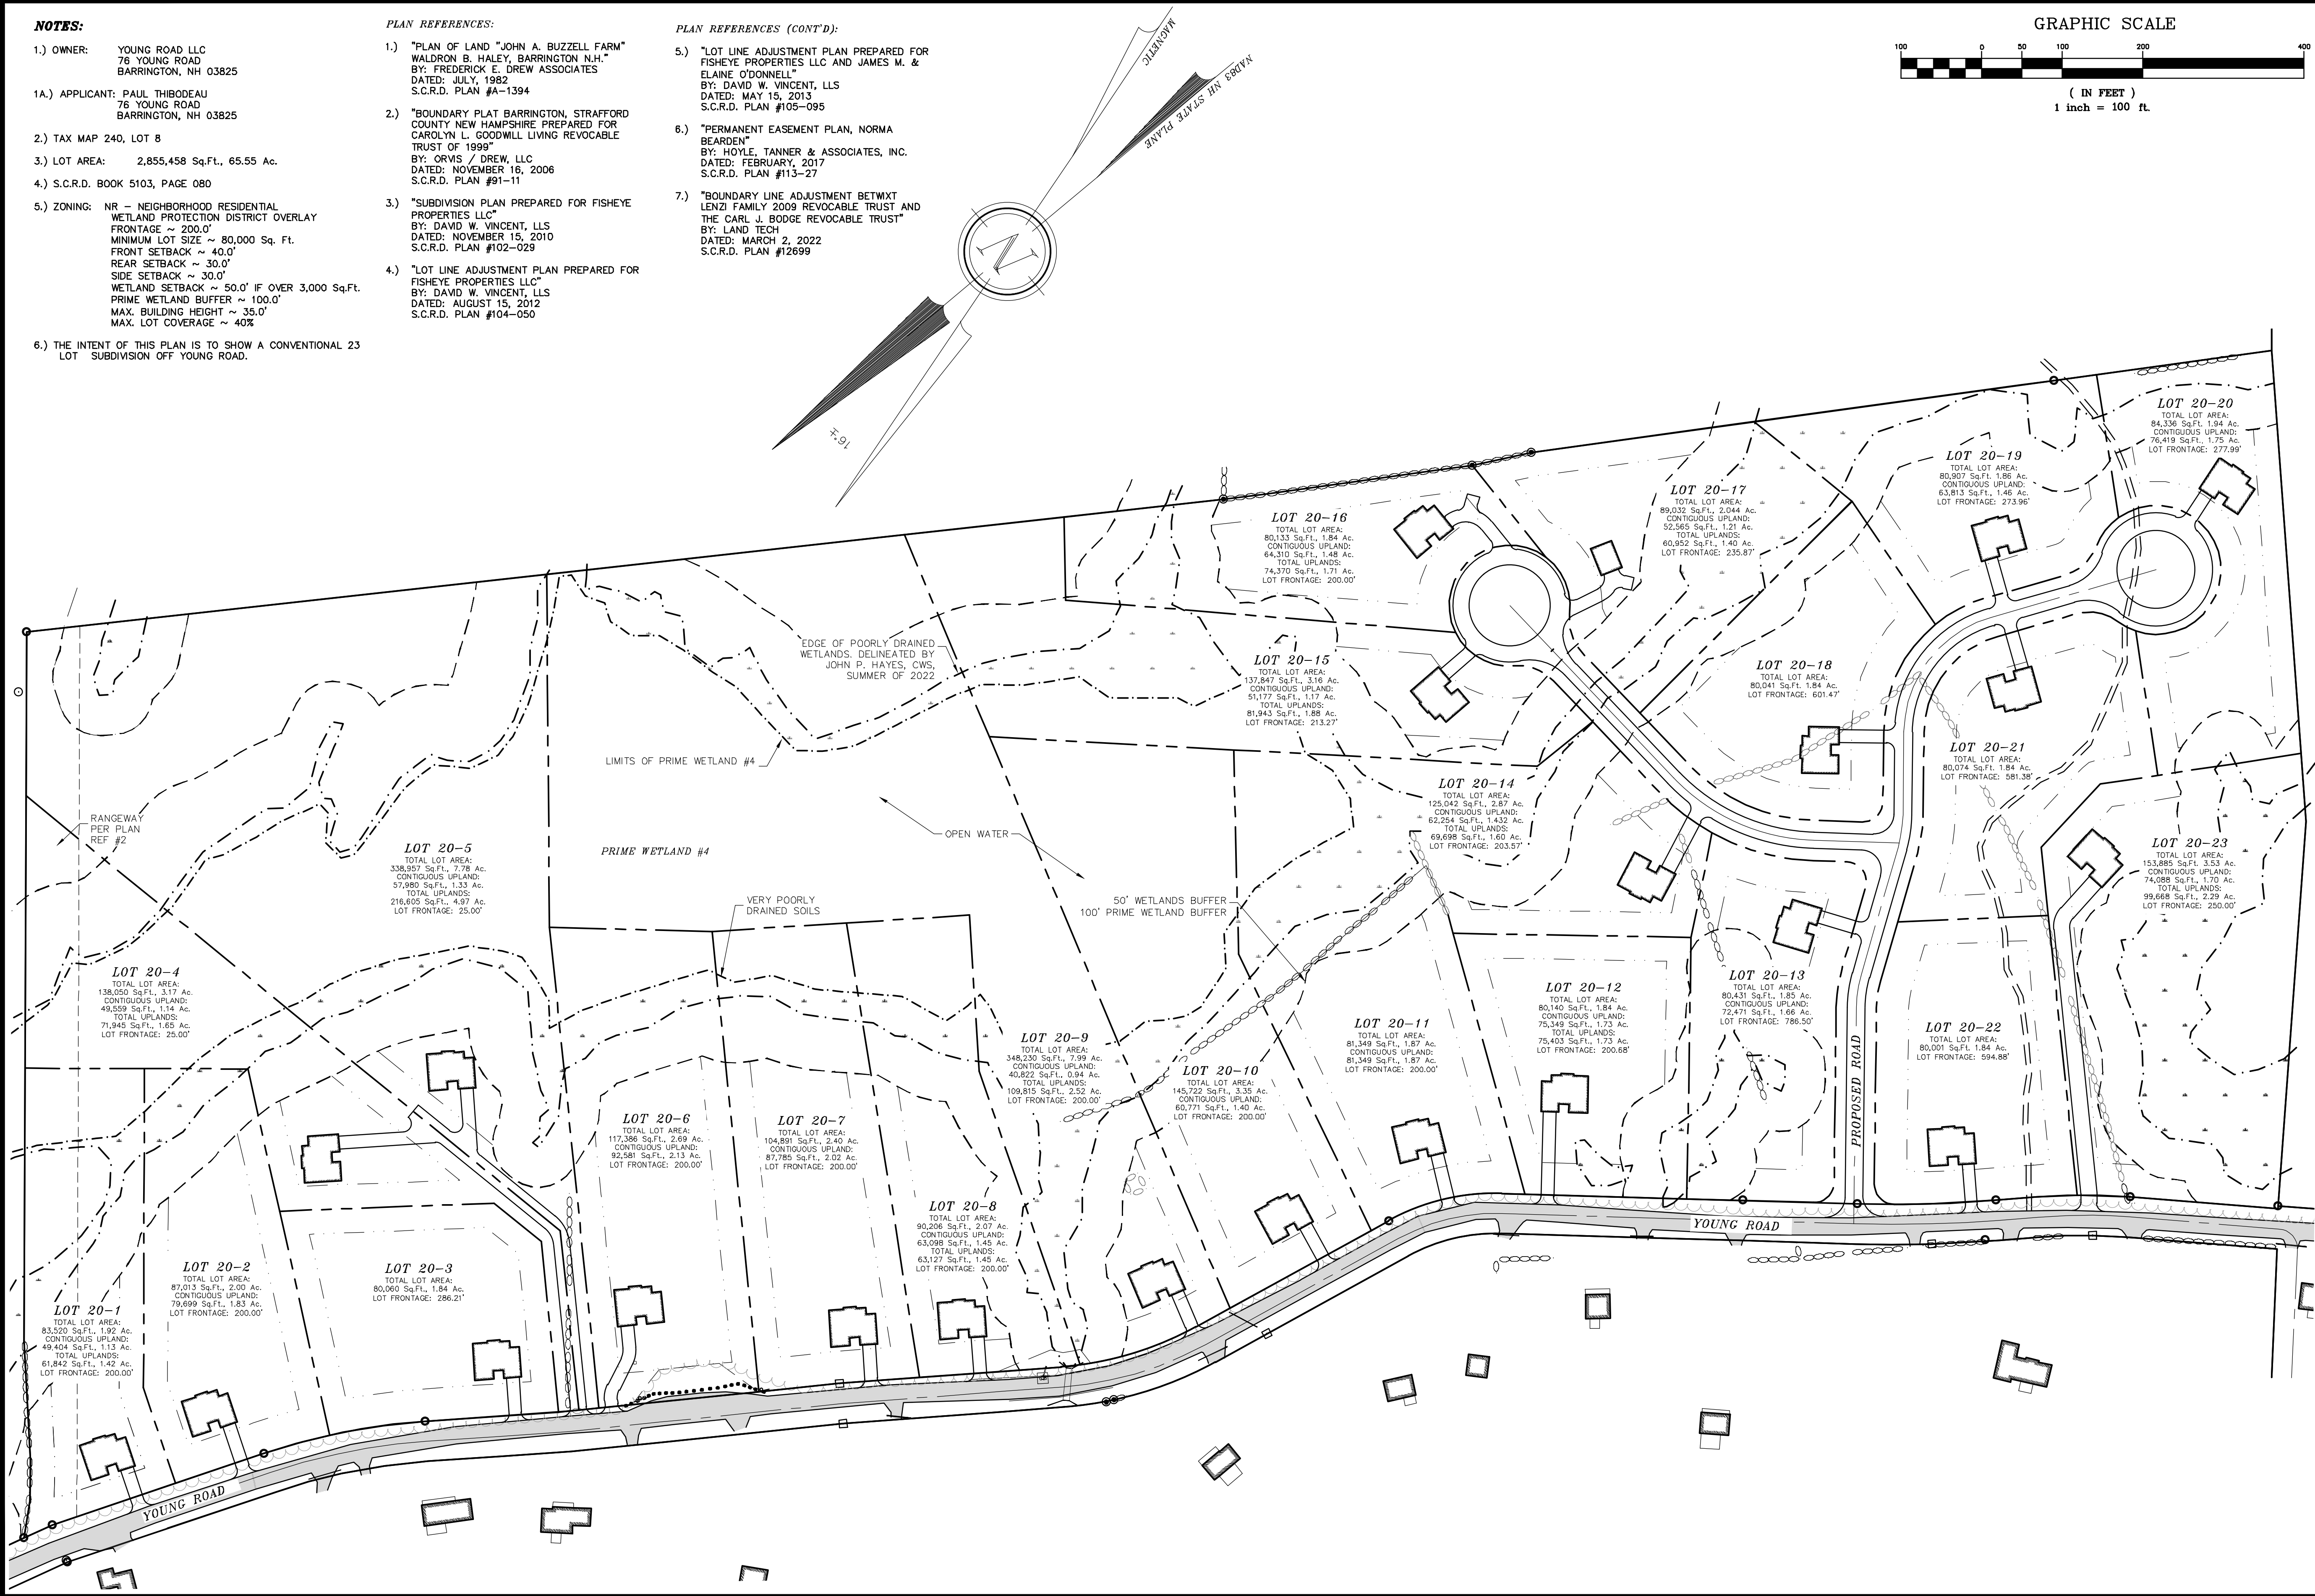 NOTES:
1.) OWNER: YOUNG ROAD LLC
76 YOUNG ROAD
BARRINGTON, NH 03825
1A.) APPLICANT: PAUL THIBODEAU
76 YOUNG ROAD
BARRINGTON, NH 03825
2.) TAX MAP 240, LOT 8
3.) LOT AREA: 2,855,458 Sq.Ft., 65.55 Ac.
4.) S.C.R.D. BOOK 5103, PAGE 080
5.) ZONING: NR – NEIGHBORHOOD RESIDENTIAL
WETLAND PROTECTION DISTRICT OVERLAY
FRONTAGE ~ 200.0'
MINIMUM LOT SIZE ~ 80,000 Sq. Ft.
FRONT SETBACK ~ 40.0'
REAR SETBACK ~ 30.0'
SIDE SETBACK ~ 30.0'
WETLAND SETBACK ~ 50.0' IF OVER 3,000 Sq.Ft.
PRIME WETLAND BUFFER ~ 100.0'
MAX. BUILDING HEIGHT ~ 35.0'
MAX. LOT COVERAGE ~ 40%
6.) THE INTENT OF THIS PLAN IS TO SHOW A CONVENTIONAL 23
LOT SUBDIVISION OFF YOUNG ROAD.
PLAN REFERENCES:
1.) "PLAN OF LAND "JOHN A. BUZZELL FARM"
WALDRON B. HALEY, BARRINGTON N.H."
BY: FREDERICK E. DREW ASSOCIATES
DATED: JULY, 1982
S.C.R.D. PLAN #A-1394
2.) "BOUNDARY PLAT BARRINGTON, STRAFFORD
COUNTY NEW HAMPSHIRE PREPARED FOR
CAROLYN L. GOODWILL LIVING REVOCABLE
TRUST OF 1999"
BY: ORVIS / DREW, LLC
DATED: NOVEMBER 16, 2006
S.C.R.D. PLAN #91-11
3.) "SUBDIVISION PLAN PREPARED FOR FISHEYE
PROPERTIES LLC"
BY: DAVID W. VINCENT, LLS
DATED: NOVEMBER 15, 2010
S.C.R.D. PLAN #102-029
4.) "LOT LINE ADJUSTMENT PLAN PREPARED FOR
FISHEYE PROPERTIES LLC"
BY: DAVID W. VINCENT, LLS
DATED: AUGUST 15, 2012
S.C.R.D. PLAN #104-050
PLAN REFERENCES (CONT'D):
5.) "LOT LINE ADJUSTMENT PLAN PREPARED FOR
FISHEYE PROPERTIES LLC AND JAMES M. &
ELAINE O'DONNELL"
BY: DAVID W. VINCENT, LLS
DATED: MAY 15, 2013
S.C.R.D. PLAN #105-095
6.) "PERMANENT EASEMENT PLAN, NORMA
BEARDEN"
BY: HOYLE, TANNER & ASSOCIATES, INC.
DATED: FEBRUARY, 2017
S.C.R.D. PLAN #113-27
7.) "BOUNDARY LINE ADJUSTMENT BETWIXT
LENZI FAMILY 2009 REVOCABLE TRUST AND
THE CARL J. BODGE REVOCABLE TRUST"
BY: LAND TECH
DATED: MARCH 2, 2022
S.C.R.D. PLAN #12699
MAGNETIC
NAD83 NH STATE PLANE
N
16°±
GRAPHIC SCALE
100 0 50 100 200 400
( IN FEET )
1 inch = 100 ft.
LOT 20-20
TOTAL LOT AREA:
84,336 Sq.Ft. 1.94 Ac.
CONTIGUOUS UPLAND:
76,419 Sq.Ft., 1.75 Ac.
LOT FRONTAGE: 277.99'
LOT 20-19
TOTAL LOT AREA:
80,907 Sq.Ft. 1.86 Ac.
CONTIGUOUS UPLAND:
63,813 Sq.Ft., 1.46 Ac.
LOT FRONTAGE: 273.96'
LOT 20-17
TOTAL LOT AREA:
89,032 Sq.Ft., 2.044 Ac.
CONTIGUOUS UPLAND:
52,565 Sq.Ft., 1.21 Ac.
TOTAL UPLANDS:
60,952 Sq.Ft., 1.40 Ac.
LOT FRONTAGE: 235.87'
LOT 20-16
TOTAL LOT AREA:
80,133 Sq.Ft., 1.84 Ac.
CONTIGUOUS UPLAND:
64,310 Sq.Ft., 1.48 Ac.
TOTAL UPLANDS:
74,370 Sq.Ft., 1.71 Ac.
LOT FRONTAGE: 200.00'
EDGE OF POORLY DRAINED
WETLANDS. DELINEATED BY
JOHN P. HAYES, CWS,
SUMMER OF 2022
LOT 20-15
TOTAL LOT AREA:
137,847 Sq.Ft., 3.16 Ac.
CONTIGUOUS UPLAND:
51,177 Sq.Ft., 1.17 Ac.
TOTAL UPLANDS:
81,943 Sq.Ft., 1.88 Ac.
LOT FRONTAGE: 213.27'
LOT 20-18
TOTAL LOT AREA:
80,041 Sq.Ft. 1.84 Ac.
LOT FRONTAGE: 601.47'
LOT 20-21
TOTAL LOT AREA:
80,074 Sq.Ft. 1.84 Ac.
LOT FRONTAGE: 581.38'
LIMITS OF PRIME WETLAND #4
LOT 20-14
TOTAL LOT AREA:
125,042 Sq.Ft., 2.87 Ac.
CONTIGUOUS UPLAND:
62,254 Sq.Ft., 1.432 Ac.
TOTAL UPLANDS:
69,698 Sq.Ft., 1.60 Ac.
LOT FRONTAGE: 203.57'
RANGEWAY
PER PLAN
REF #2
OPEN WATER
LOT 20-5
TOTAL LOT AREA:
338,957 Sq.Ft., 7.78 Ac.
CONTIGUOUS UPLAND:
57,980 Sq.Ft., 1.33 Ac.
TOTAL UPLANDS:
216,605 Sq.Ft., 4.97 Ac.
LOT FRONTAGE: 25.00'
PRIME WETLAND #4
LOT 20-23
TOTAL LOT AREA:
153,885 Sq.Ft. 3.53 Ac.
CONTIGUOUS UPLAND:
74,088 Sq.Ft., 1.70 Ac.
TOTAL UPLANDS:
99,668 Sq.Ft., 2.29 Ac.
LOT FRONTAGE: 250.00'
VERY POORLY
DRAINED SOILS
50' WETLANDS BUFFER
100' PRIME WETLAND BUFFER
LOT 20-4
TOTAL LOT AREA:
138,050 Sq.Ft., 3.17 Ac.
CONTIGUOUS UPLAND:
49,559 Sq.Ft., 1.14 Ac.
TOTAL UPLANDS:
71,945 Sq.Ft., 1.65 Ac.
LOT FRONTAGE: 25.00'
LOT 20-12
TOTAL LOT AREA:
80,140 Sq.Ft., 1.84 Ac.
CONTIGUOUS UPLAND:
75,349 Sq.Ft., 1.73 Ac.
TOTAL UPLANDS:
75,403 Sq.Ft., 1.73 Ac.
LOT FRONTAGE: 200.68'
LOT 20-13
TOTAL LOT AREA:
80,431 Sq.Ft., 1.85 Ac.
CONTIGUOUS UPLAND:
72,471 Sq.Ft., 1.66 Ac.
LOT FRONTAGE: 786.50'
LOT 20-11
TOTAL LOT AREA:
81,349 Sq.Ft., 1.87 Ac.
CONTIGUOUS UPLAND:
81,349 Sq.Ft., 1.87 Ac.
LOT FRONTAGE: 200.00'
LOT 20-22
TOTAL LOT AREA:
80,001 Sq.Ft. 1.84 Ac.
LOT FRONTAGE: 594.88'
LOT 20-9
TOTAL LOT AREA:
348,230 Sq.Ft., 7.99 Ac.
CONTIGUOUS UPLAND:
40,822 Sq.Ft., 0.94 Ac.
TOTAL UPLANDS:
109,815 Sq.Ft., 2.52 Ac.
LOT FRONTAGE: 200.00'
LOT 20-10
TOTAL LOT AREA:
145,722 Sq.Ft., 3.35 Ac.
CONTIGUOUS UPLAND:
60,771 Sq.Ft., 1.40 Ac.
LOT FRONTAGE: 200.00'
PROPOSED ROAD
LOT 20-6
TOTAL LOT AREA:
117,386 Sq.Ft., 2.69 Ac.
CONTIGUOUS UPLAND:
92,581 Sq.Ft., 2.13 Ac.
LOT FRONTAGE: 200.00'
LOT 20-7
TOTAL LOT AREA:
104,891 Sq.Ft., 2.40 Ac.
CONTIGUOUS UPLAND:
87,785 Sq.Ft., 2.02 Ac.
LOT FRONTAGE: 200.00'
LOT 20-8
TOTAL LOT AREA:
90,206 Sq.Ft., 2.07 Ac.
CONTIGUOUS UPLAND:
63,098 Sq.Ft., 1.45 Ac.
TOTAL UPLANDS:
63,127 Sq.Ft., 1.45 Ac.
LOT FRONTAGE: 200.00'
YOUNG ROAD
LOT 20-2
TOTAL LOT AREA:
87,013 Sq.Ft., 2.00 Ac.
CONTIGUOUS UPLAND:
79,699 Sq.Ft., 1.83 Ac.
LOT FRONTAGE: 200.00'
LOT 20-3
TOTAL LOT AREA:
80,060 Sq.Ft., 1.84 Ac.
LOT FRONTAGE: 286.21'
LOT 20-1
TOTAL LOT AREA:
83,520 Sq.Ft., 1.92 Ac.
CONTIGUOUS UPLAND:
49,404 Sq.Ft., 1.13 Ac.
TOTAL UPLANDS:
61,842 Sq.Ft., 1.42 Ac.
LOT FRONTAGE: 200.00'
YOUNG ROAD